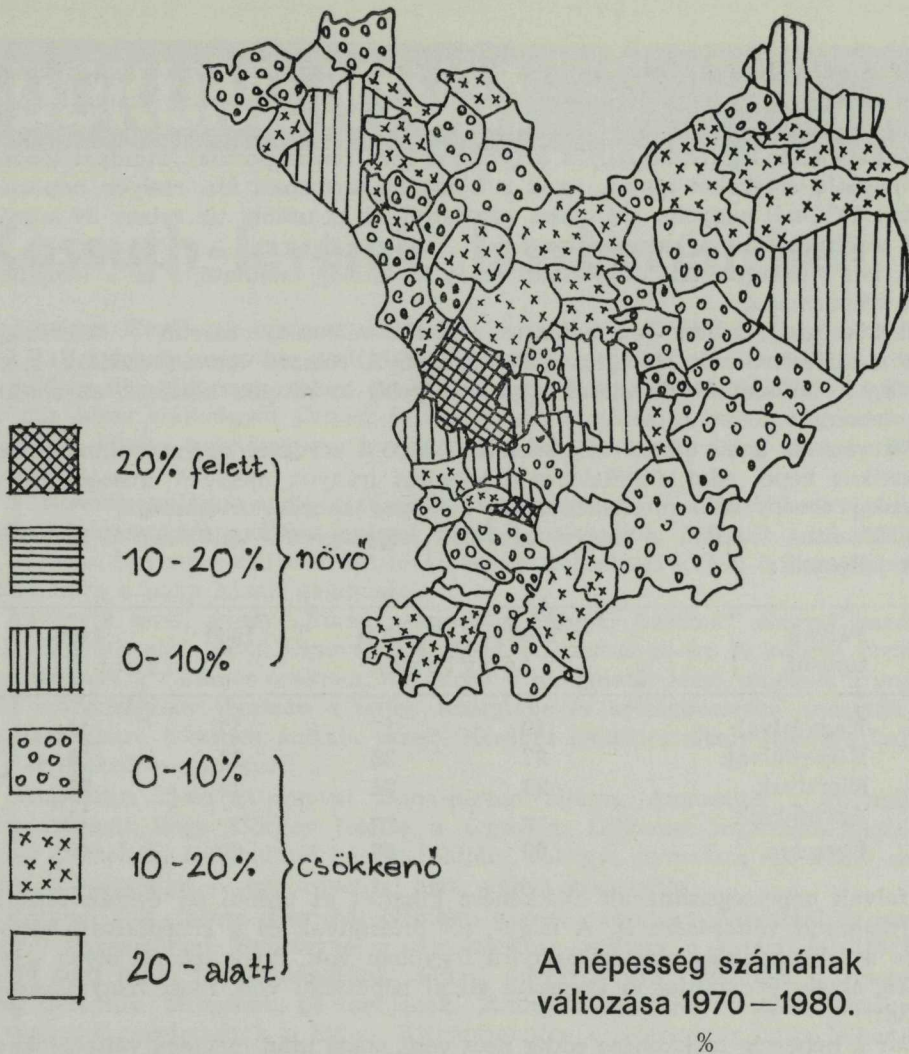 20% felett
10-20%
növő
0-10%
0-10%
10-20%
csökkenő
20-alatt
A népesség számának
változása 1970—1980.
%